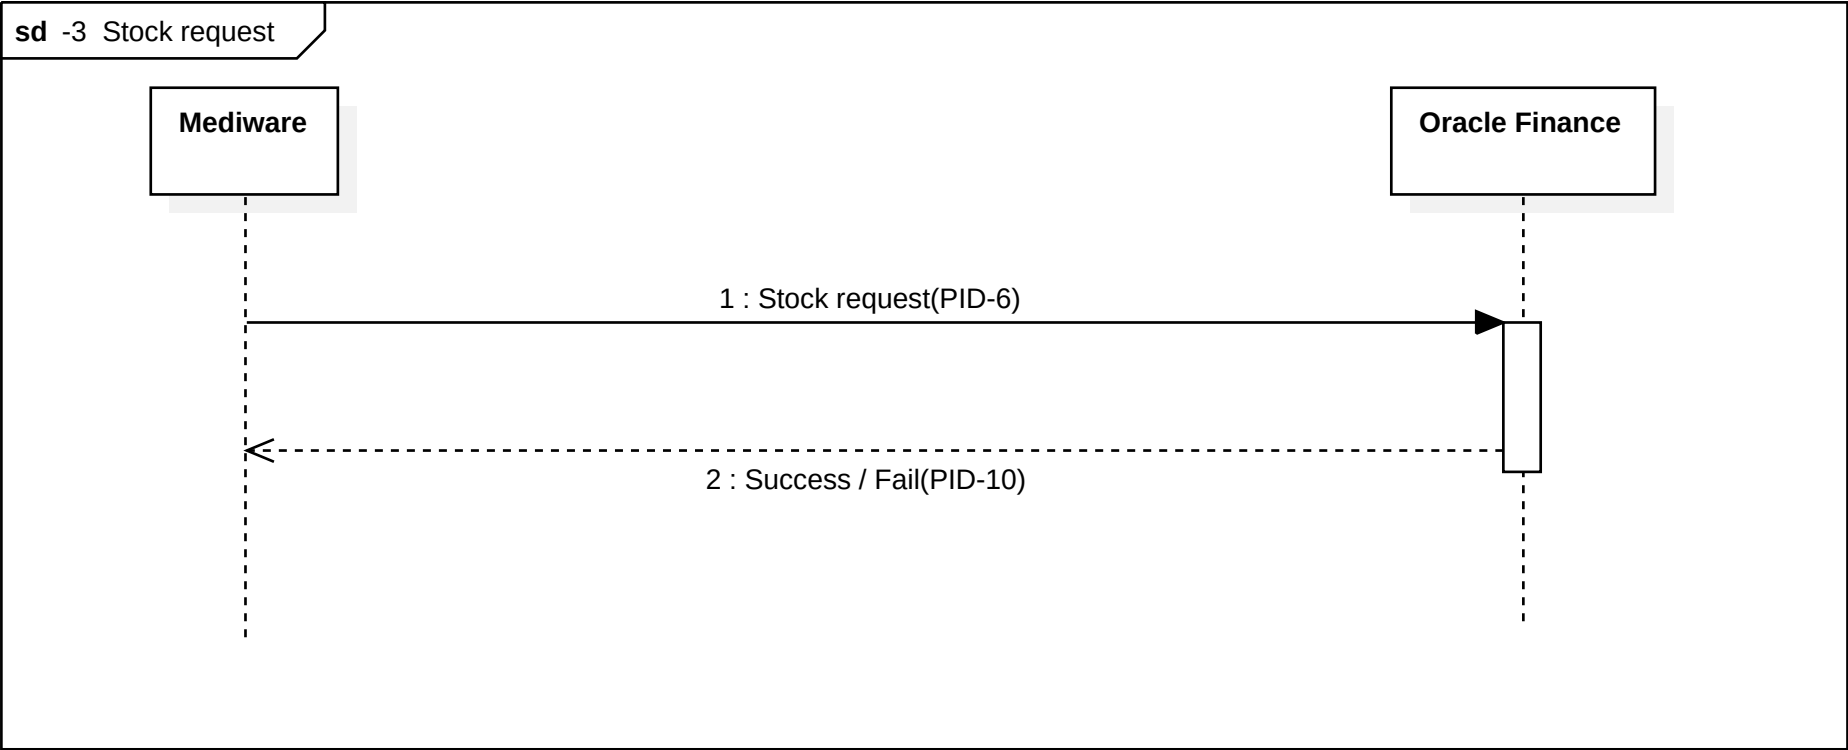 sd -3 Stock request
Mediware
Oracle Finance
1 : Stock request(PID-6)
2 : Success / Fail(PID-10)